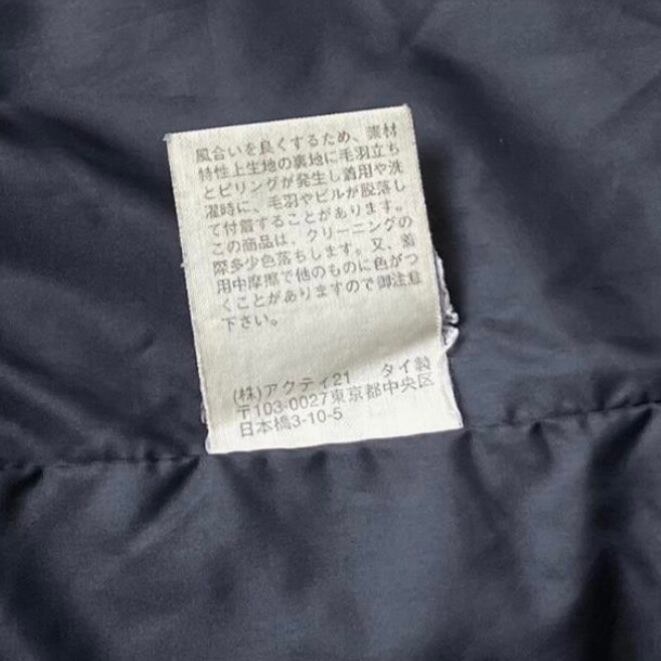 風合いを良くするため、素材
特性上生地の裏地に毛羽立ち
とピリングが発生し着用や洗
濯時に、毛羽やピルが脱落し
て付着することがあります。
この商品は、クリーニングの
際多少色落ちします。又、着
用中摩擦で他のものに色がつ
くことがありますので御注意
下さい。
(株)アクティ21 タイ製
〒103-0027東京都中央区
日本橋3-10-5